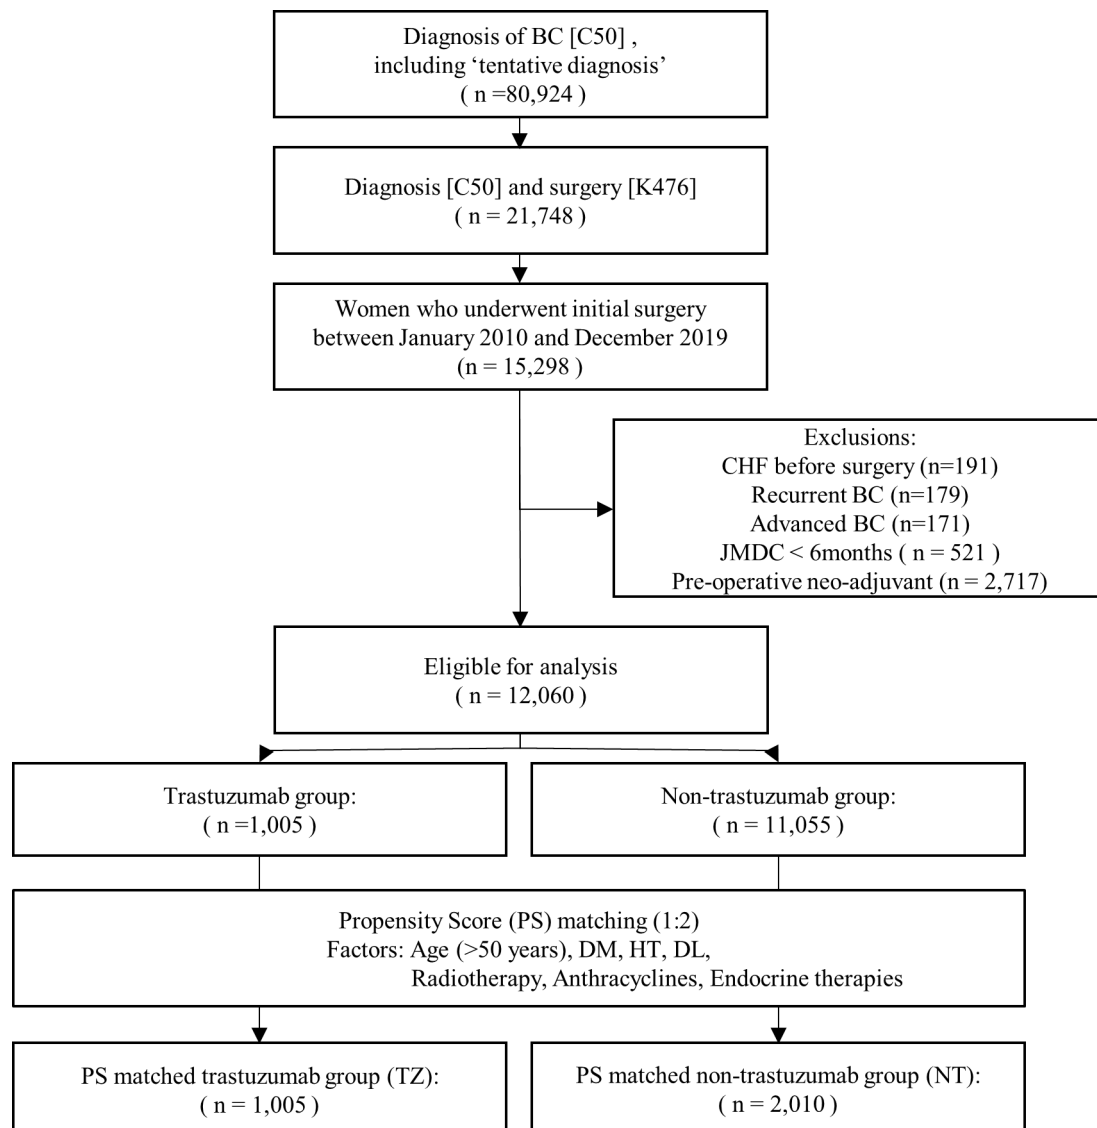 Diagnosis of BC [C50] ,
including ‘tentative diagnosis’
( n =80,924 )
Diagnosis [C50] and surgery [K476]
( n = 21,748 )
Women who underwent initial surgery
between January 2010 and December 2019
(n = 15,298 )
Exclusions:
CHF before surgery (n=191)
Recurrent BC (n=179)
Advanced BC (n=171)
JMDC < 6months ( n = 521 )
Pre-operative neo-adjuvant (n = 2,717)
Eligible for analysis
( n = 12,060 )
Trastuzumab group:
( n =1,005 )
Non-trastuzumab group:
( n = 11,055 )
Propensity Score (PS) matching (1:2)
Factors: Age (>50 years), DM, HT, DL,
Radiotherapy, Anthracyclines, Endocrine therapies
PS matched trastuzumab group (TZ):
( n = 1,005 )
PS matched non-trastuzumab group (NT):
( n = 2,010 )